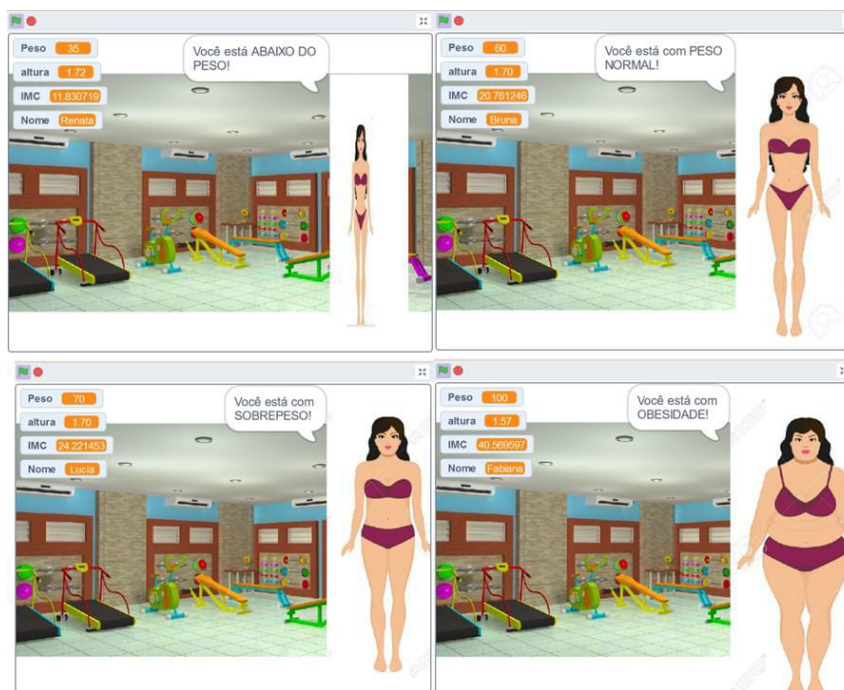 Peso 35
altura 1.72
IMC 11.830719
Nome Renata
Você está ABAIXO DO
PESO!
Peso 60
altura 1.70
IMC 20.761246
Nome Bruna
Você está com PESO
NORMAL!
Peso 70
altura 1.70
IMC 24.221453
Nome Lucia
Você está com
SOBREPESO!
Peso 100
altura 1.57
IMC 40.569597
Nome Fabiana
Você está com
OBESIDADE!